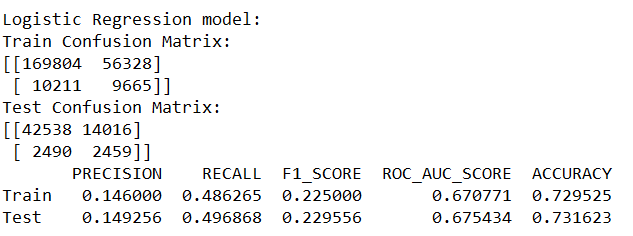 Logistic Regression model:
Train Confusion Matrix:
[[169804  56328]
 [ 10211   9665]]
Test Confusion Matrix:
[[42538 14016]
 [ 2490  2459]]
       PRECISION    RECALL  F1_SCORE  ROC_AUC_SCORE  ACCURACY
Train   0.146000  0.486265  0.225000       0.670771  0.729525
Test    0.149256  0.496868  0.229556       0.675434  0.731623